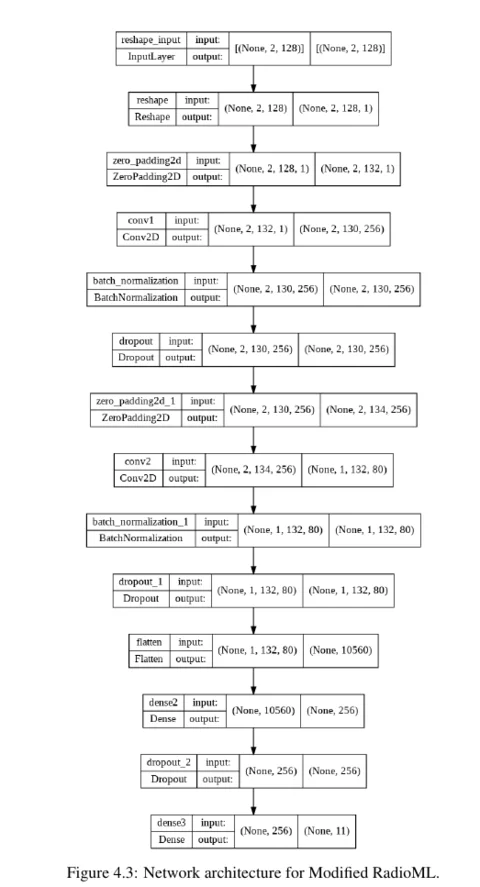 reshape_input input: [(None, 2, 128)] [(None, 2, 128)]
InputLayer output:
reshape input: (None, 2, 128) (None, 2, 128, 1)
Reshape output:
zero_padding2d input: (None, 2, 128, 1) (None, 2, 132, 1)
ZeroPadding2D output:
conv1 input: (None, 2, 132, 1) (None, 2, 130, 256)
Conv2D output:
batch_normalization input: (None, 2, 130, 256) (None, 2, 130, 256)
BatchNormalization output:
dropout input: (None, 2, 130, 256) (None, 2, 130, 256)
Dropout output:
zero_padding2d_1 input: (None, 2, 130, 256) (None, 2, 134, 256)
ZeroPadding2D output:
conv2 input: (None, 2, 134, 256) (None, 1, 132, 80)
Conv2D output:
batch_normalization_1 input: (None, 1, 132, 80) (None, 1, 132, 80)
BatchNormalization output:
dropout_1 input: (None, 1, 132, 80) (None, 1, 132, 80)
Dropout output:
flatten input: (None, 1, 132, 80) (None, 10560)
Flatten output:
dense2 input: (None, 10560) (None, 256)
Dense output:
dropout_2 input: (None, 256) (None, 256)
Dropout output:
dense3 input: (None, 256) (None, 11)
Dense output:
Figure 4.3: Network architecture for Modified RadioML.